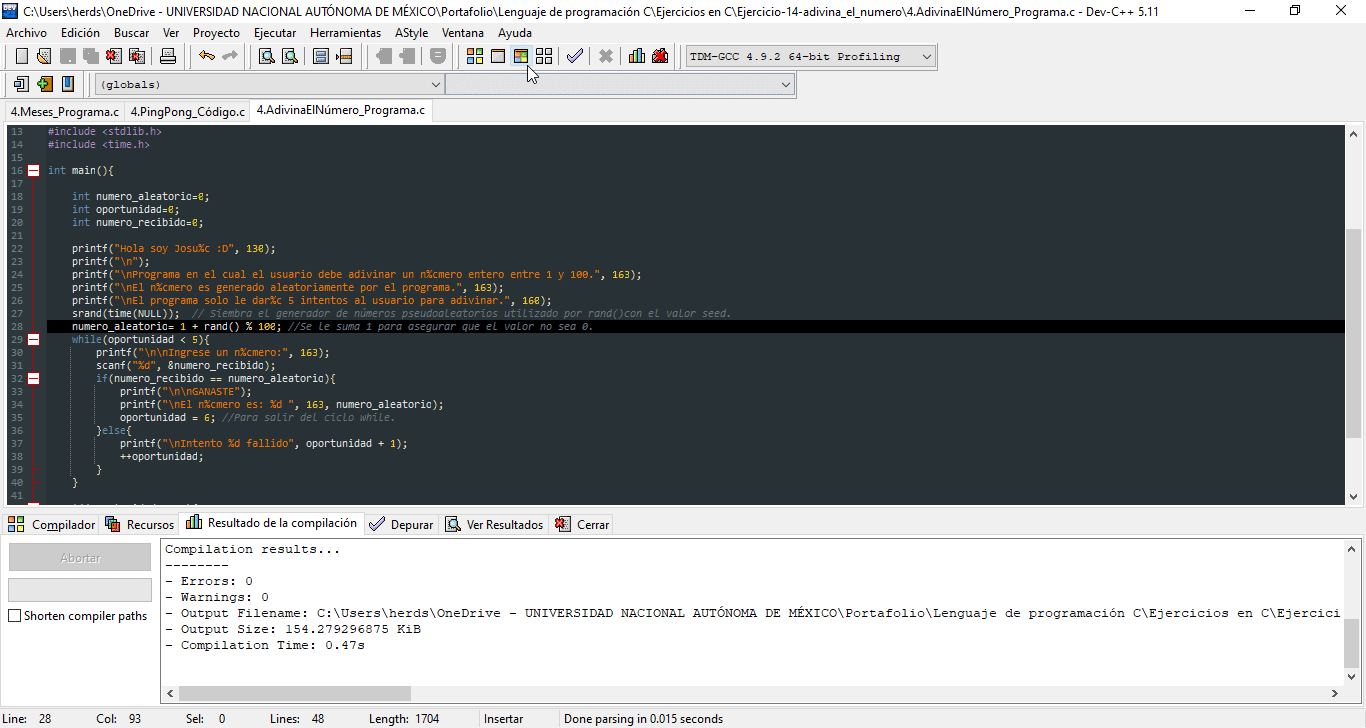 C:\Users\herds\OneDrive - UNIVERSIDAD NACIONAL AUTÓNOMA DE MÉXICO\Portafolio\Lenguaje de programación C\Ejercicios en C\Ejercicio-14-adivina_el_numero\4.AdivinaElNúmero_Programa.c - Dev-C++ 5.11
Archivo Edición Buscar Ver Proyecto Ejecutar Herramientas AStyle Ventana Ayuda
TDM-GCC 4.9.2 64-bit Profiling
(globals)
4.Meses_Programa.c 4.PingPong_Código.c 4.AdivinaElNúmero_Programa.c
13 #include <stdlib.h>
14 #include <time.h>
15
16 int main(){
17
18 int numero_aleatorio=0;
19 int oportunidad=0;
20 int numero_recibido=0;
21
22 printf("Hola soy Josu%c :D", 130);
23 printf("\n");
24 printf("\nPrograma en el cual el usuario debe adivinar un n%cmero entero entre 1 y 100.", 163);
25 printf("\nEl n%cmero es generado aleatoriamente por el programa.", 163);
26 printf("\nEl programa solo le dar%c 5 intentos al usuario para adivinar.", 160);
27 srand(time(NULL)); // Siembra el generador de números pseudoaleatorios utilizado por rand()con el valor seed.
28 numero_aleatorio= 1 + rand() % 100; //Se le suma 1 para asegurar que el valor no sea 0.
29 while(oportunidad < 5){
30 printf("\n\nIngrese un n%cmero:", 163);
31 scanf("%d", &numero_recibido);
32 if(numero_recibido == numero_aleatorio){
33 printf("\n\nGANASTE");
34 printf("\nEl n%cmero es: %d ", 163, numero_aleatorio);
35 oportunidad = 6; //Para salir del ciclo while.
36 }else{
37 printf("\nIntento %d fallido", oportunidad + 1);
38 ++oportunidad;
39 }
40 }
41
Compilador Recursos Resultado de la compilación Depurar Ver Resultados Cerrar
Abortar
Shorten compiler paths
Compilation results...
--------
- Errors: 0
- Warnings: 0
- Output Filename: C:\Users\herds\OneDrive - UNIVERSIDAD NACIONAL AUTÓNOMA DE MÉXICO\Portafolio\Lenguaje de programación C\Ejercicios en C\Ejercici
- Output Size: 154.279296875 KiB
- Compilation Time: 0.47s
Line: 28 Col: 93 Sel: 0 Lines: 48 Length: 1704 Insertar Done parsing in 0.015 seconds